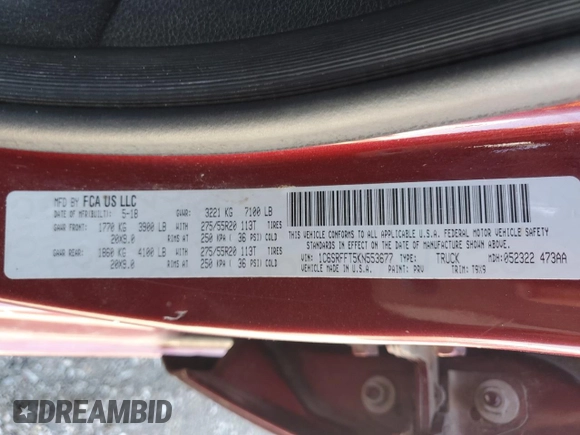 MFD BY FCA US LLC
DATE OF MFR(BUILT): 5-18 GVWR: 3221 KG 7100 LB
GAWR FRONT: 1770 KG 3900 LB WITH 275/55R20 113T TIRES
20X9.0 RIMS AT 250 KPA ( 36 PSI) COLD
GAWR REAR: 1860 KG 4100 LB WITH 275/55R20 113T TIRES
20X9.0 RIMS AT 250 KPA ( 36 PSI) COLD
THIS VEHICLE CONFORMS TO ALL APPLICABLE U.S.A. FEDERAL MOTOR VEHICLE SAFETY
STANDARDS IN EFFECT ON THE DATE OF MANUFACTURE SHOWN ABOVE.
VIN: 1C6SRFFT5KN553677 TYPE: TRUCK MDH: 052322 473AA
VEHICLE MADE IN U.S.A. PAINT: PRV TRIM: T9X9
DREAMBID